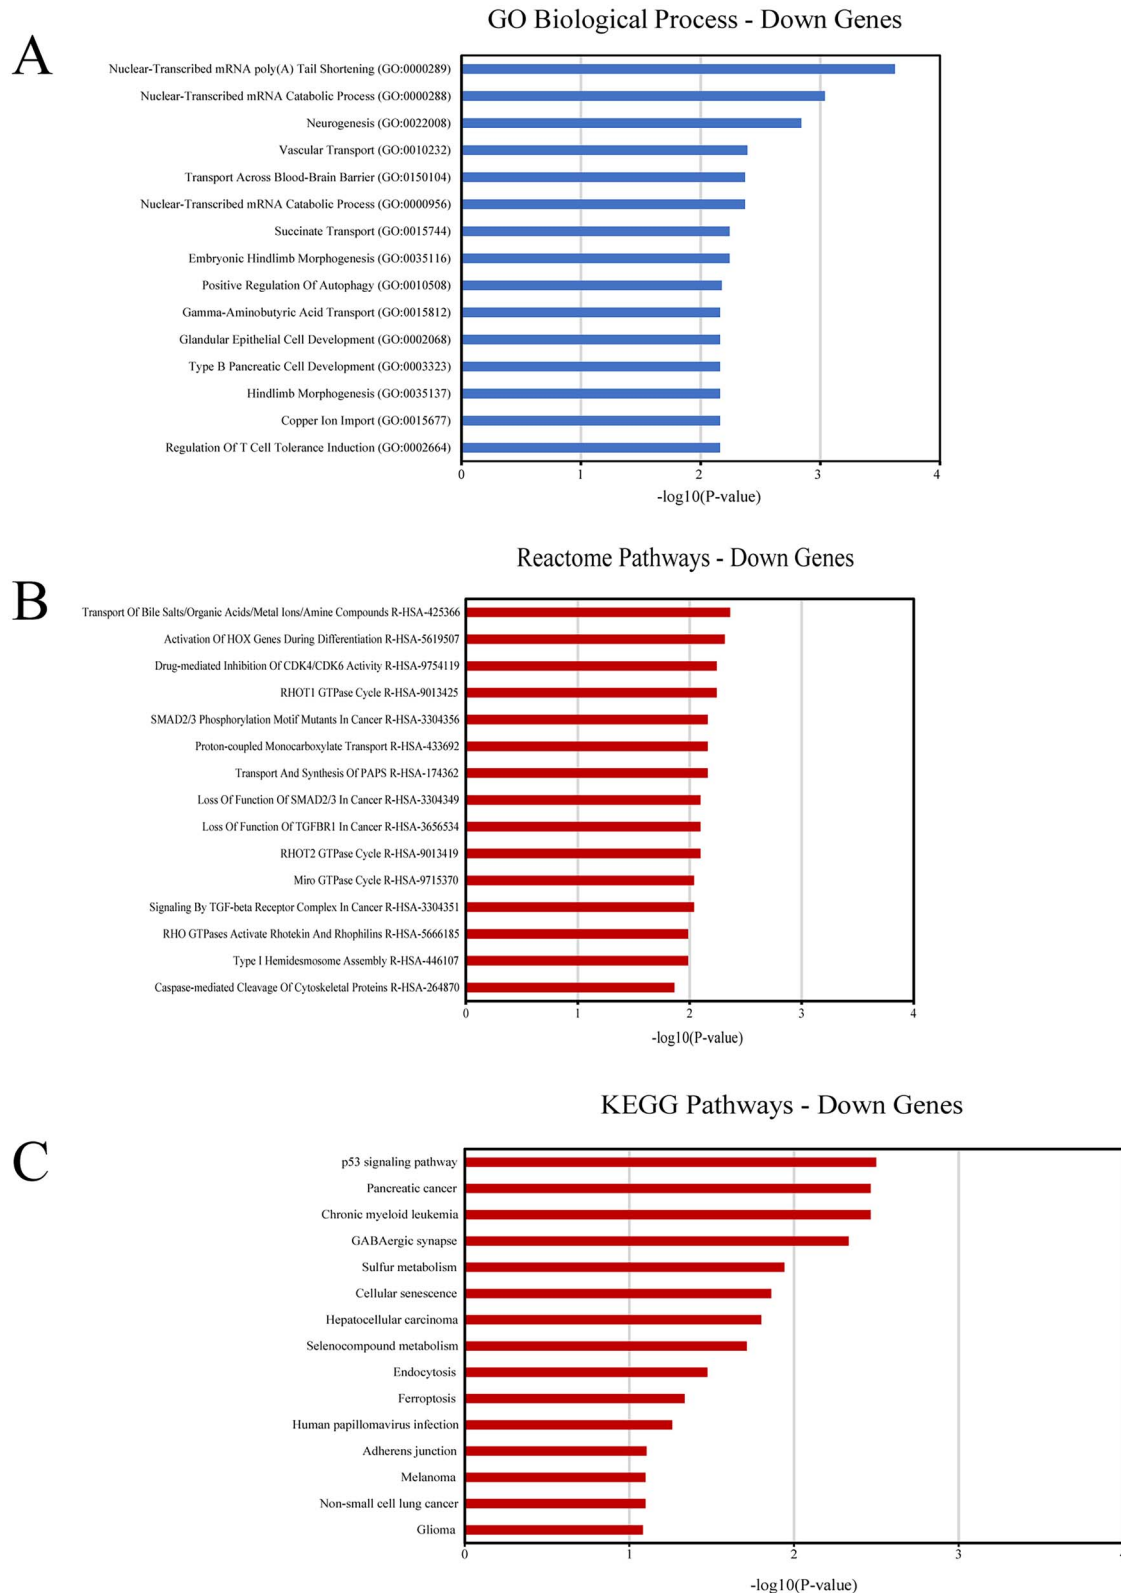 GO Biological Process - Down Genes
A
Nuclear-Transcribed mRNA poly(A) Tail Shortening (GO:0000289)
Nuclear-Transcribed mRNA Catabolic Process (GO:0000288)
Neurogenesis (GO:0022008)
Vascular Transport (GO:0010232)
Transport Across Blood-Brain Barrier (GO:0150104)
Nuclear-Transcribed mRNA Catabolic Process (GO:0000956)
Succinate Transport (GO:0015744)
Embryonic Hindlimb Morphogenesis (GO:0035116)
Positive Regulation Of Autophagy (GO:0010508)
Gamma-Aminobutyric Acid Transport (GO:0015812)
Glandular Epithelial Cell Development (GO:0002068)
Type B Pancreatic Cell Development (GO:0003323)
Hindlimb Morphogenesis (GO:0035137)
Copper Ion Import (GO:0015677)
Regulation Of T Cell Tolerance Induction (GO:0002664)
0 1 2 3 4
-log10(P-value)
Reactome Pathways - Down Genes
B
Transport Of Bile Salts/Organic Acids/Metal Ions/Amine Compounds R-HSA-425366
Activation Of HOX Genes During Differentiation R-HSA-5619507
Drug-mediated Inhibition Of CDK4/CDK6 Activity R-HSA-9754119
RHOT1 GTPase Cycle R-HSA-9013425
SMAD2/3 Phosphorylation Motif Mutants In Cancer R-HSA-3304356
Proton-coupled Monocarboxylate Transport R-HSA-433692
Transport And Synthesis Of PAPS R-HSA-174362
Loss Of Function Of SMAD2/3 In Cancer R-HSA-3304349
Loss Of Function Of TGFBR1 In Cancer R-HSA-3656534
RHOT2 GTPase Cycle R-HSA-9013419
Miro GTPase Cycle R-HSA-9715370
Signaling By TGF-beta Receptor Complex In Cancer R-HSA-3304351
RHO GTPases Activate Rhotekin And Rhophilins R-HSA-5666185
Type I Hemidesmosome Assembly R-HSA-446107
Caspase-mediated Cleavage Of Cytoskeletal Proteins R-HSA-264870
0 1 2 3 4
-log10(P-value)
KEGG Pathways - Down Genes
C
p53 signaling pathway
Pancreatic cancer
Chronic myeloid leukemia
GABAergic synapse
Sulfur metabolism
Cellular senescence
Hepatocellular carcinoma
Selenocompound metabolism
Endocytosis
Ferroptosis
Human papillomavirus infection
Adherens junction
Melanoma
Non-small cell lung cancer
Glioma
0 1 2 3
-log10(P-value)